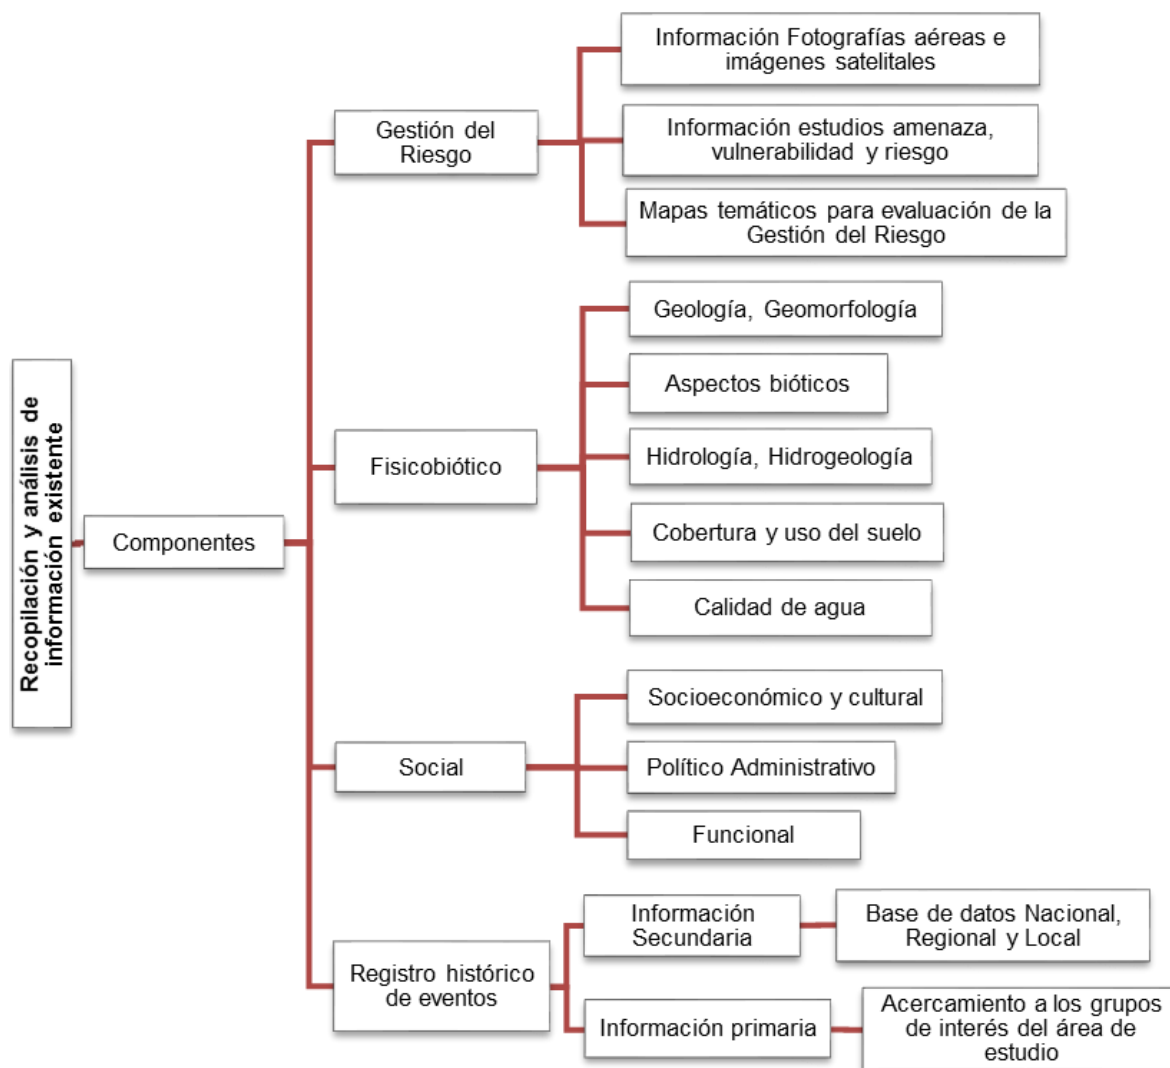 Recopilación y análisis de
información existente
Componentes
Gestión del
Riesgo
Información Fotografías aéreas e
imágenes satelitales
Información estudios amenaza,
vulnerabilidad y riesgo
Mapas temáticos para evaluación de la
Gestión del Riesgo
Fisicobiótico
Geología, Geomorfología
Aspectos bióticos
Hidrología, Hidrogeología
Cobertura y uso del suelo
Calidad de agua
Social
Socioeconómico y cultural
Político Administrativo
Funcional
Registro histórico
de eventos
Información
Secundaria
Base de datos Nacional,
Regional y Local
Información primaria
Acercamiento a los grupos
de interés del área de
estudio